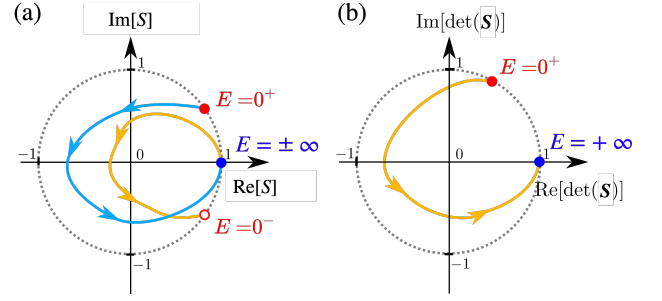 (a)
Im[S]
1
E=0⁺
E=±∞
−1
0
1
Re[S]
E=0⁻
−1
(b)
Im[det(S)]
1
E=0⁺
E=+∞
−1
0
1
Re[det(S)]
−1